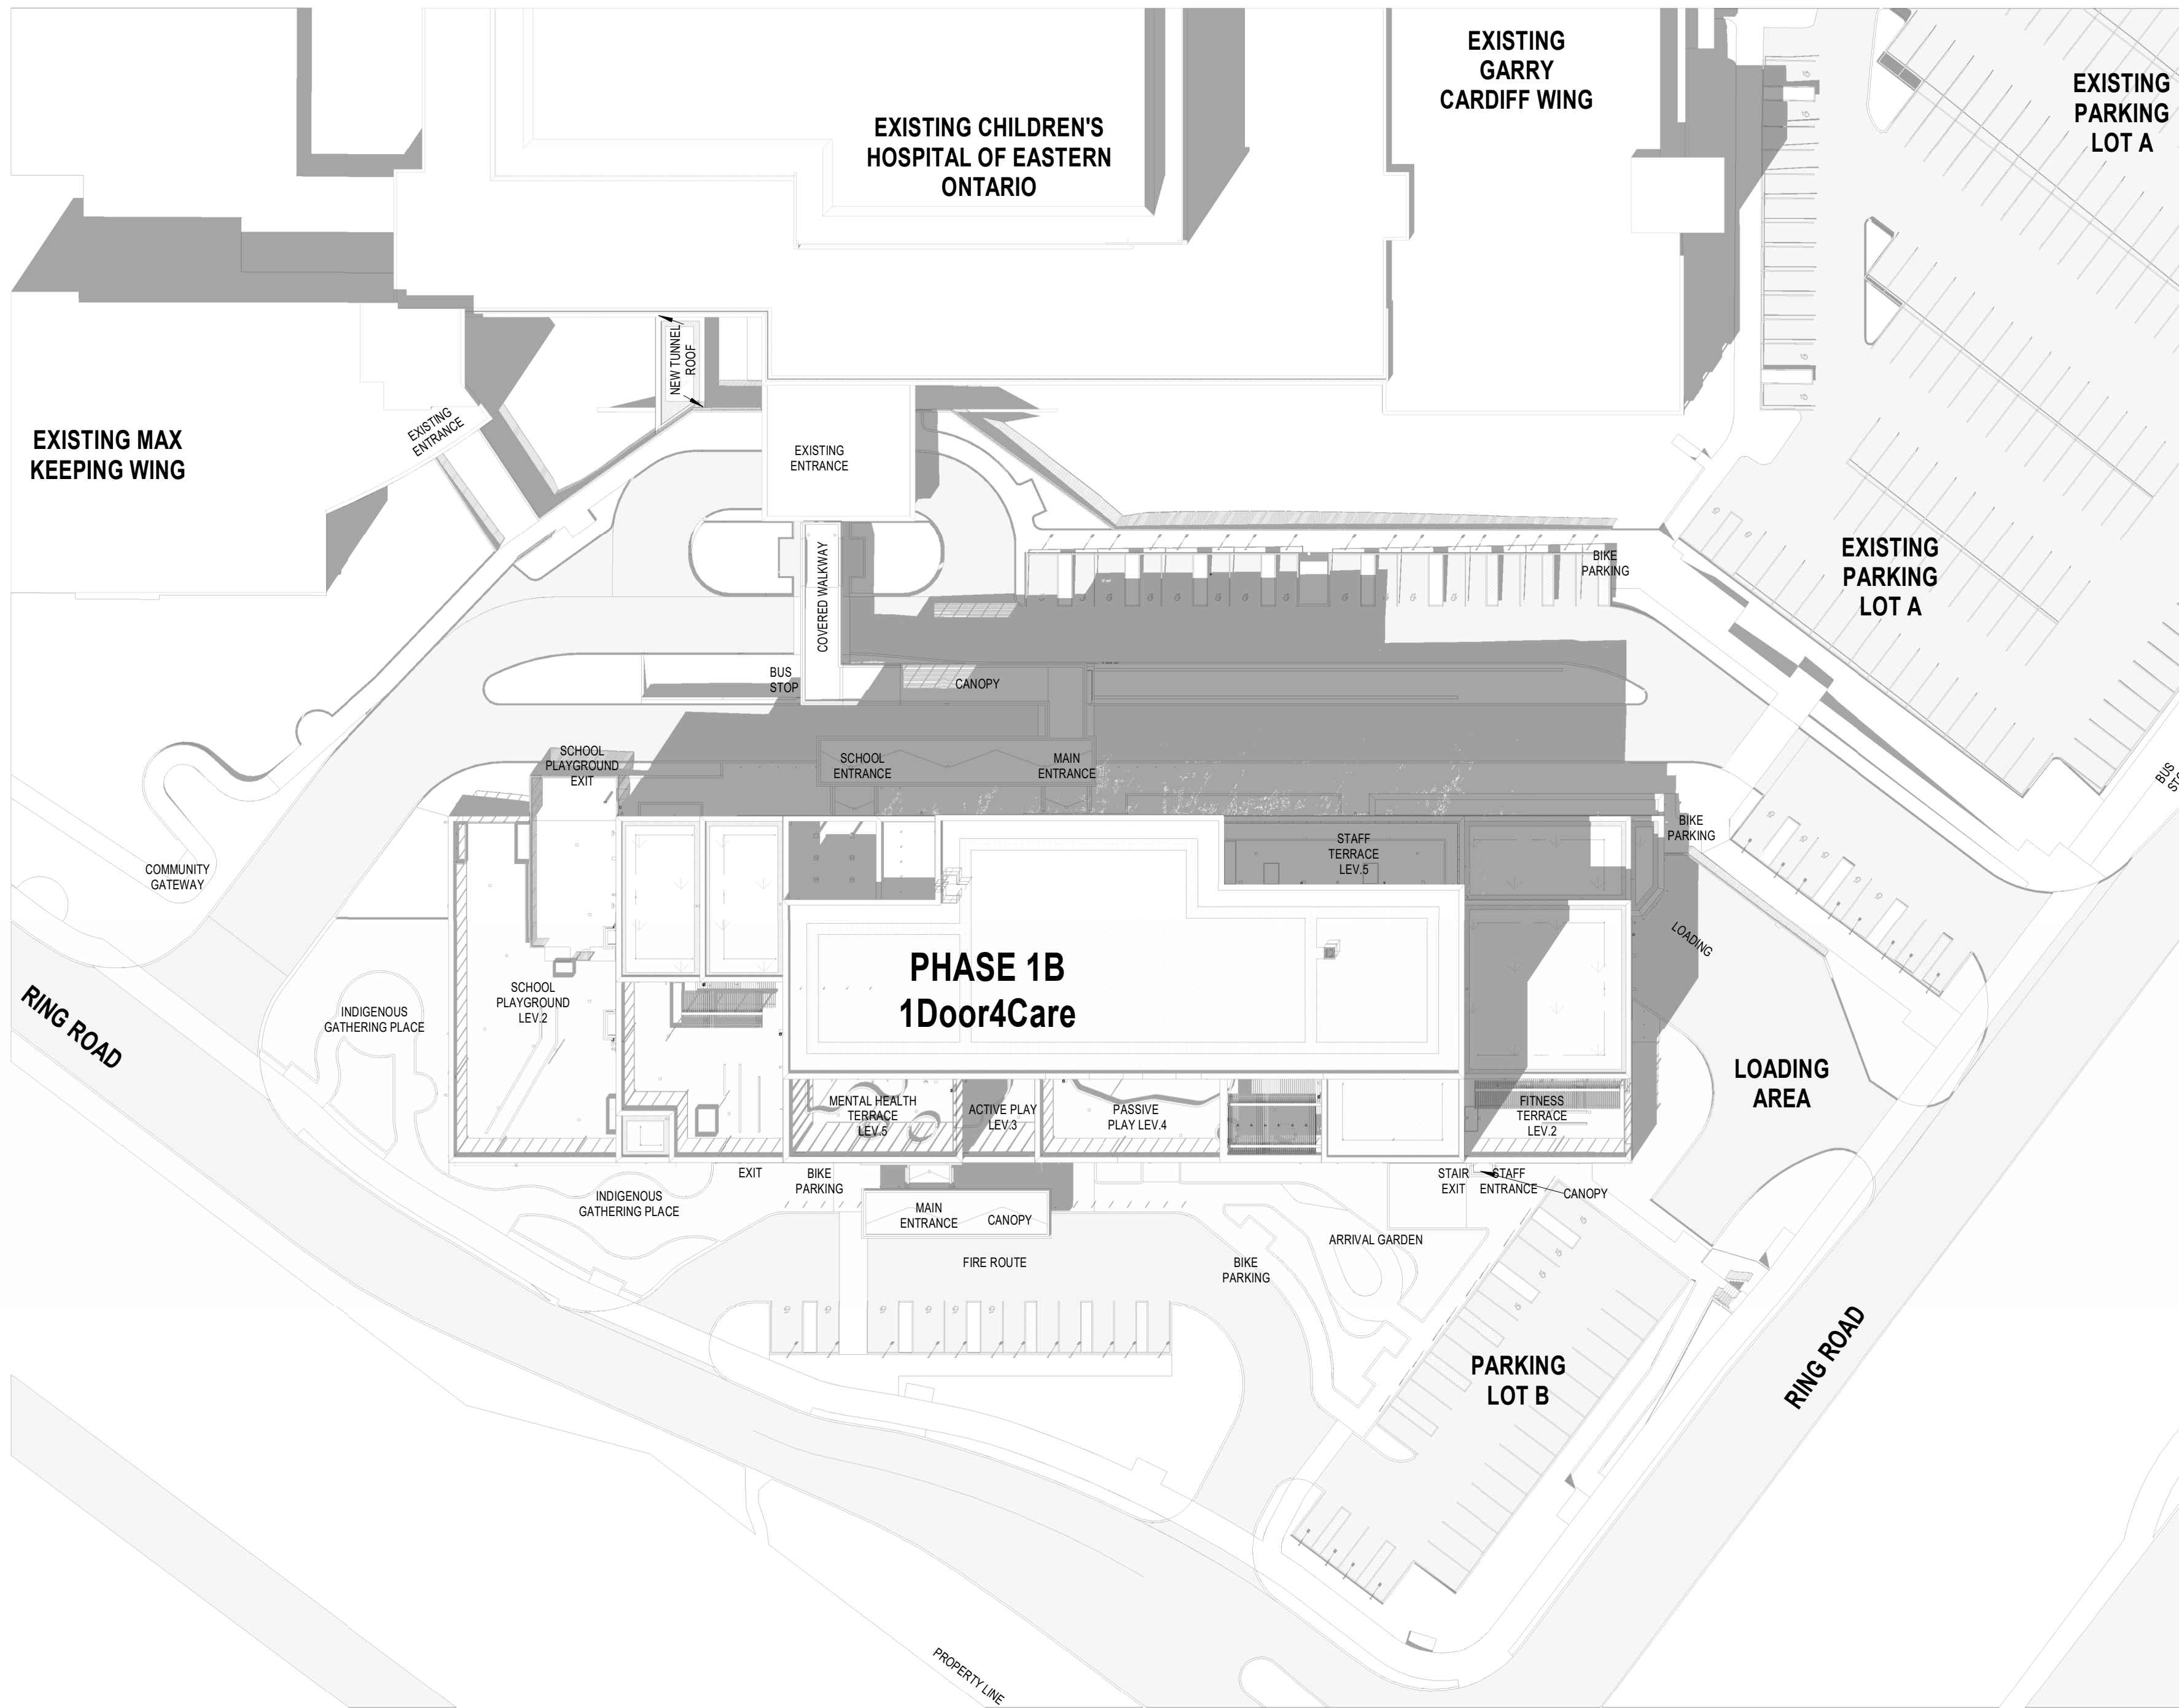 EXISTING
GARRY
CARDIFF WING
EXISTING
PARKING
LOT A
EXISTING CHILDREN'S
HOSPITAL OF EASTERN
ONTARIO
NEW TUNNEL
ROOF
EXISTING MAX
KEEPING WING
EXISTING
ENTRANCE
EXISTING
ENTRANCE
COVERED WALKWAY
BIKE
PARKING
EXISTING
PARKING
LOT A
BUS
STOP
CANOPY
SCHOOL
PLAYGROUND
EXIT
SCHOOL
ENTRANCE
MAIN
ENTRANCE
BUS
BIKE
PARKING
STAFF
TERRACE
LEV.5
COMMUNITY
GATEWAY
LOADING
PHASE 1B
1Door4Care
SCHOOL
PLAYGROUND
LEV.2
INDIGENOUS
GATHERING PLACE
RING ROAD
LOADING
AREA
MENTAL HEALTH
TERRACE
LEV.5
ACTIVE PLAY
LEV.3
PASSIVE
PLAY LEV.4
FITNESS
TERRACE
LEV.2
EXIT
BIKE
PARKING
STAIR
EXIT
STAFF
ENTRANCE
CANOPY
INDIGENOUS
GATHERING PLACE
MAIN
ENTRANCE
CANOPY
ARRIVAL GARDEN
FIRE ROUTE
BIKE
PARKING
PARKING
LOT B
RING ROAD
PROPERTY LINE